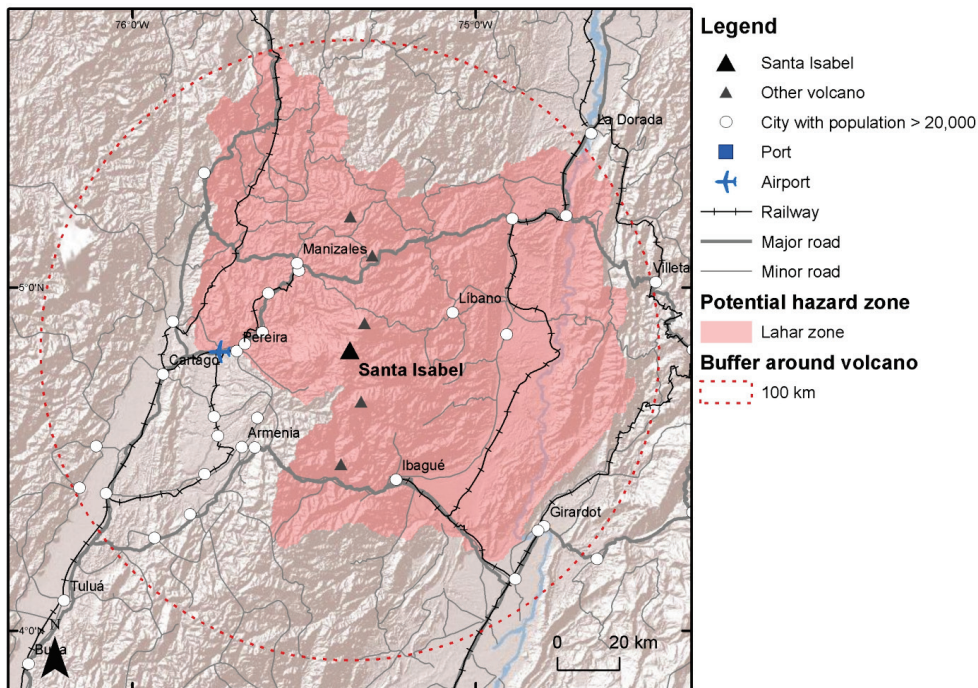 76°0'W
75°0'W
La Dorada
Manizales
Villeta
5°0'N
Líbano
Pereira
Cartago
Santa Isabel
Armenia
Ibagué
Girardot
Tuluá
4°0'N
N
Buga
0 20 km
Legend
Santa Isabel
Other volcano
City with population > 20,000
Port
Airport
Railway
Major road
Minor road
Potential hazard zone
Lahar zone
Buffer around volcano
100 km